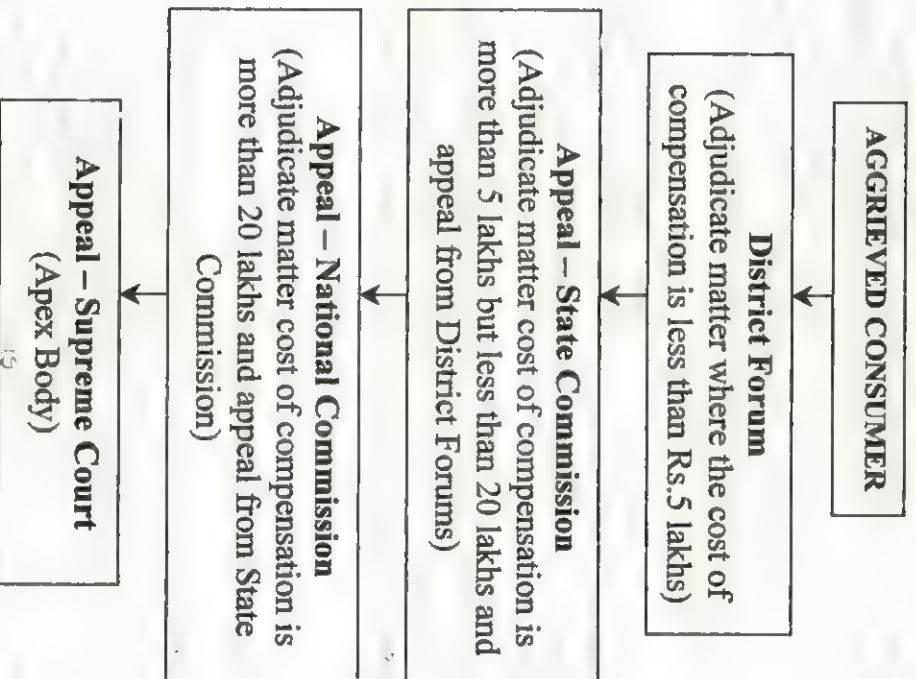 AGGRIEVED CONSUMER
District Forum
(Adjudicate matter where the cost of
compensation is less than Rs.5 lakhs)
Appeal – State Commission
(Adjudicate matter cost of compensation is
more than 5 lakhs but less than 20 lakhs and
appeal from District Forums)
Appeal – National Commission
(Adjudicate matter cost of compensation is
more than 20 lakhs and appeal from State
Commission)
Appeal – Supreme Court
(Apex Body)